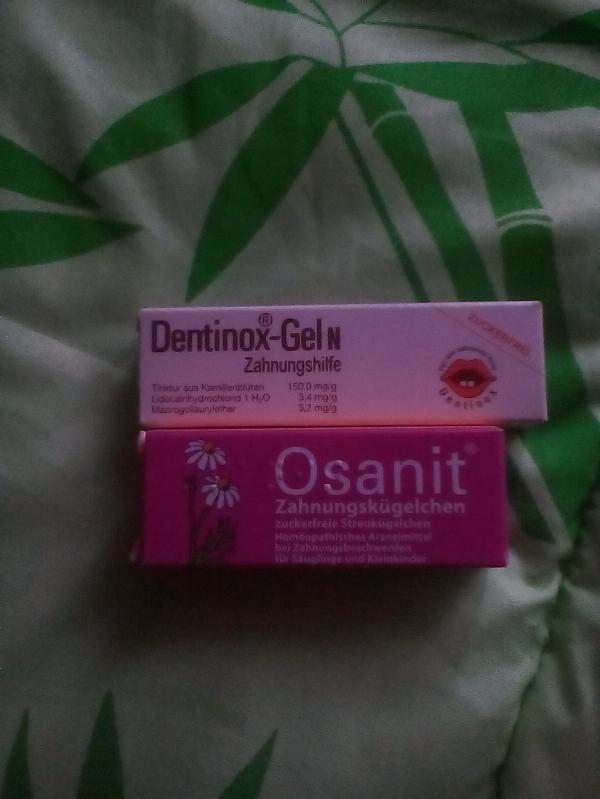 Dentinox®-Gel N
Zahnungshilfe
ZUCKERFREI
Tinktur aus Kamillenblüten 150,0 mg/g
Lidocainhydrochlorid 1 H₂O 3,4 mg/g
Macrogollaurylether 3,2 mg/g
Dentinox
Osanit®
Zahnungskügelchen
zuckerfreie Streukügelchen
Homöopathisches Arzneimittel
bei Zahnungsbeschwerden
für Säuglinge und Kleinkinder